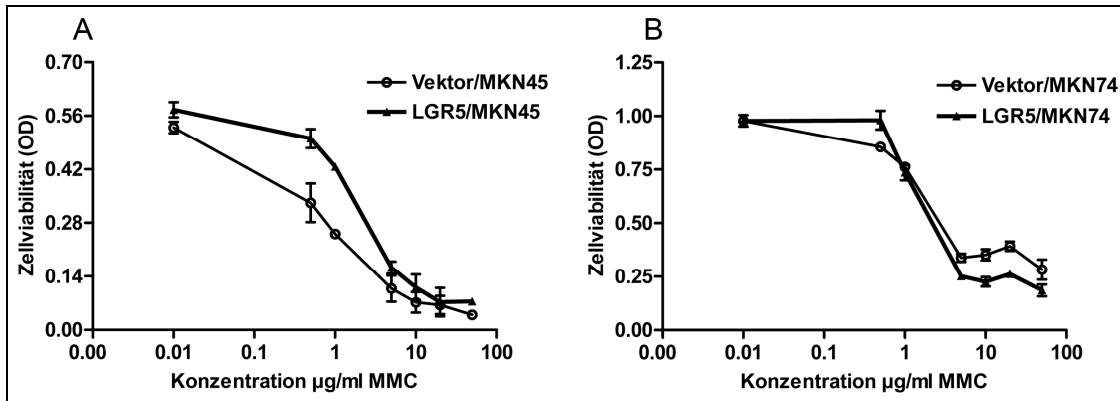 A
Zellviabilität (OD)
0.70
0.56
0.42
0.28
0.14
0.00
0.00 0.01 0.1 1 10 100
Konzentration µg/ml MMC
Vektor/MKN45
LGR5/MKN45
B
Zellviabilität (OD)
1.25
1.00
0.75
0.50
0.25
0.00
0.00 0.01 0.1 1 10 100
Konzentration µg/ml MMC
Vektor/MKN74
LGR5/MKN74